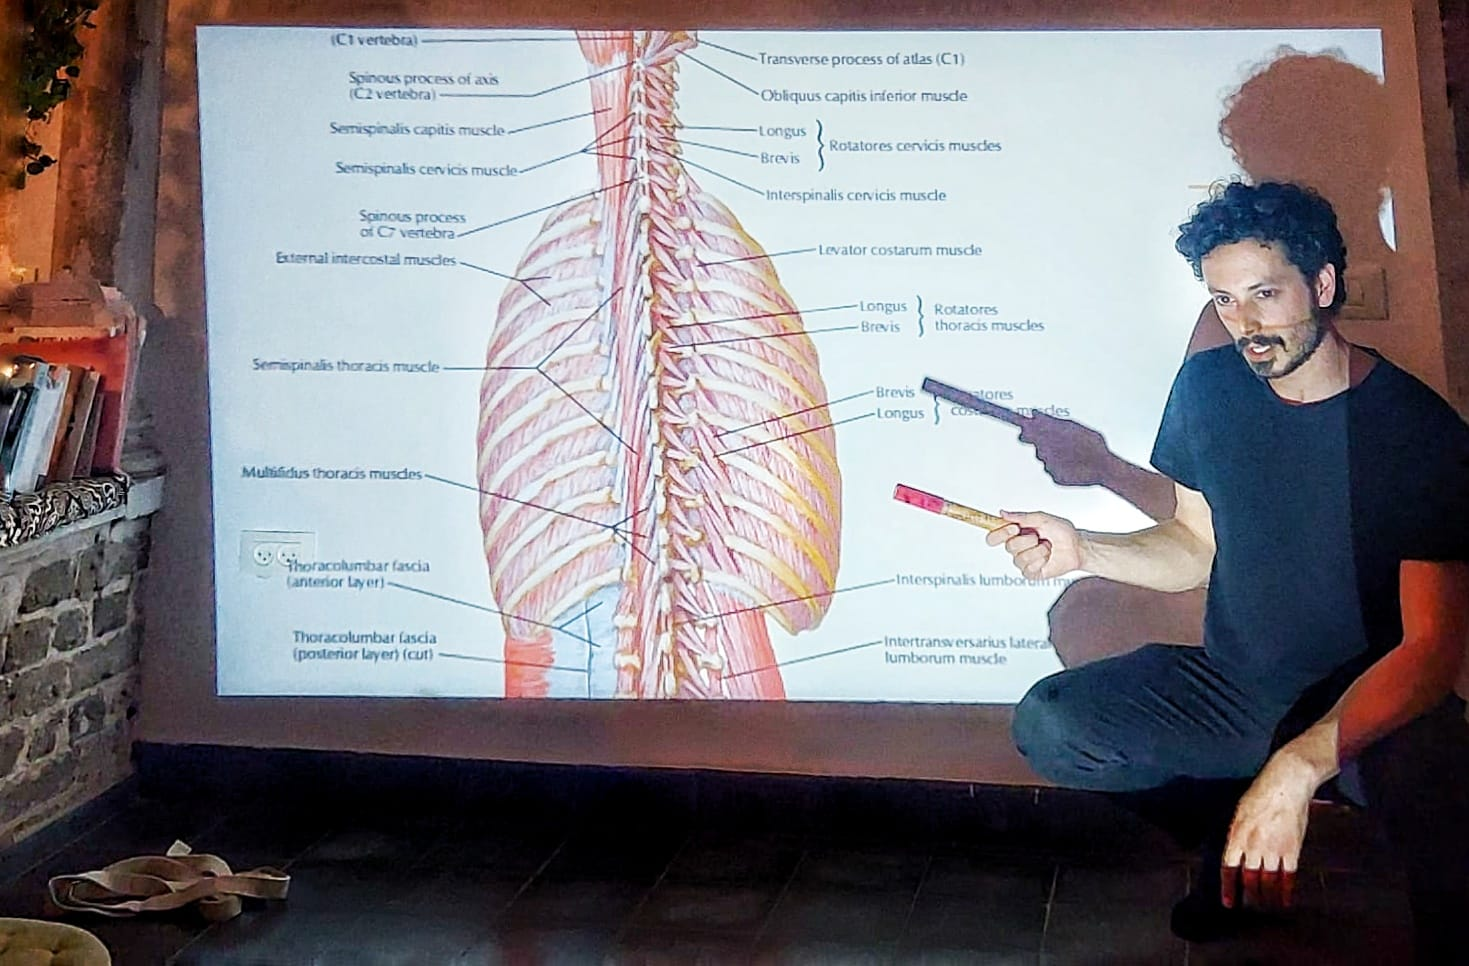 (C1 vertebra)
Spinous process of axis
(C2 vertebra)
Semispinalis capitis muscle
Semispinalis cervicis muscle
Spinous process
of C7 vertebra
External intercostal muscles
Semispinalis thoracis muscle
Multifidus thoracis muscles
Thoracolumbar fascia
(anterior layer)
Thoracolumbar fascia
(posterior layer) (cut)
Transverse process of atlas (C1)
Obliquus capitis inferior muscle
Longus
Brevis
Rotatores cervicis muscles
Interspinalis cervicis muscle
Levator costarum muscle
Longus
Brevis
Rotatores
thoracis muscles
Brevis
Longus
Interspinalis lumborum
Intertransversarius
lumborum muscle